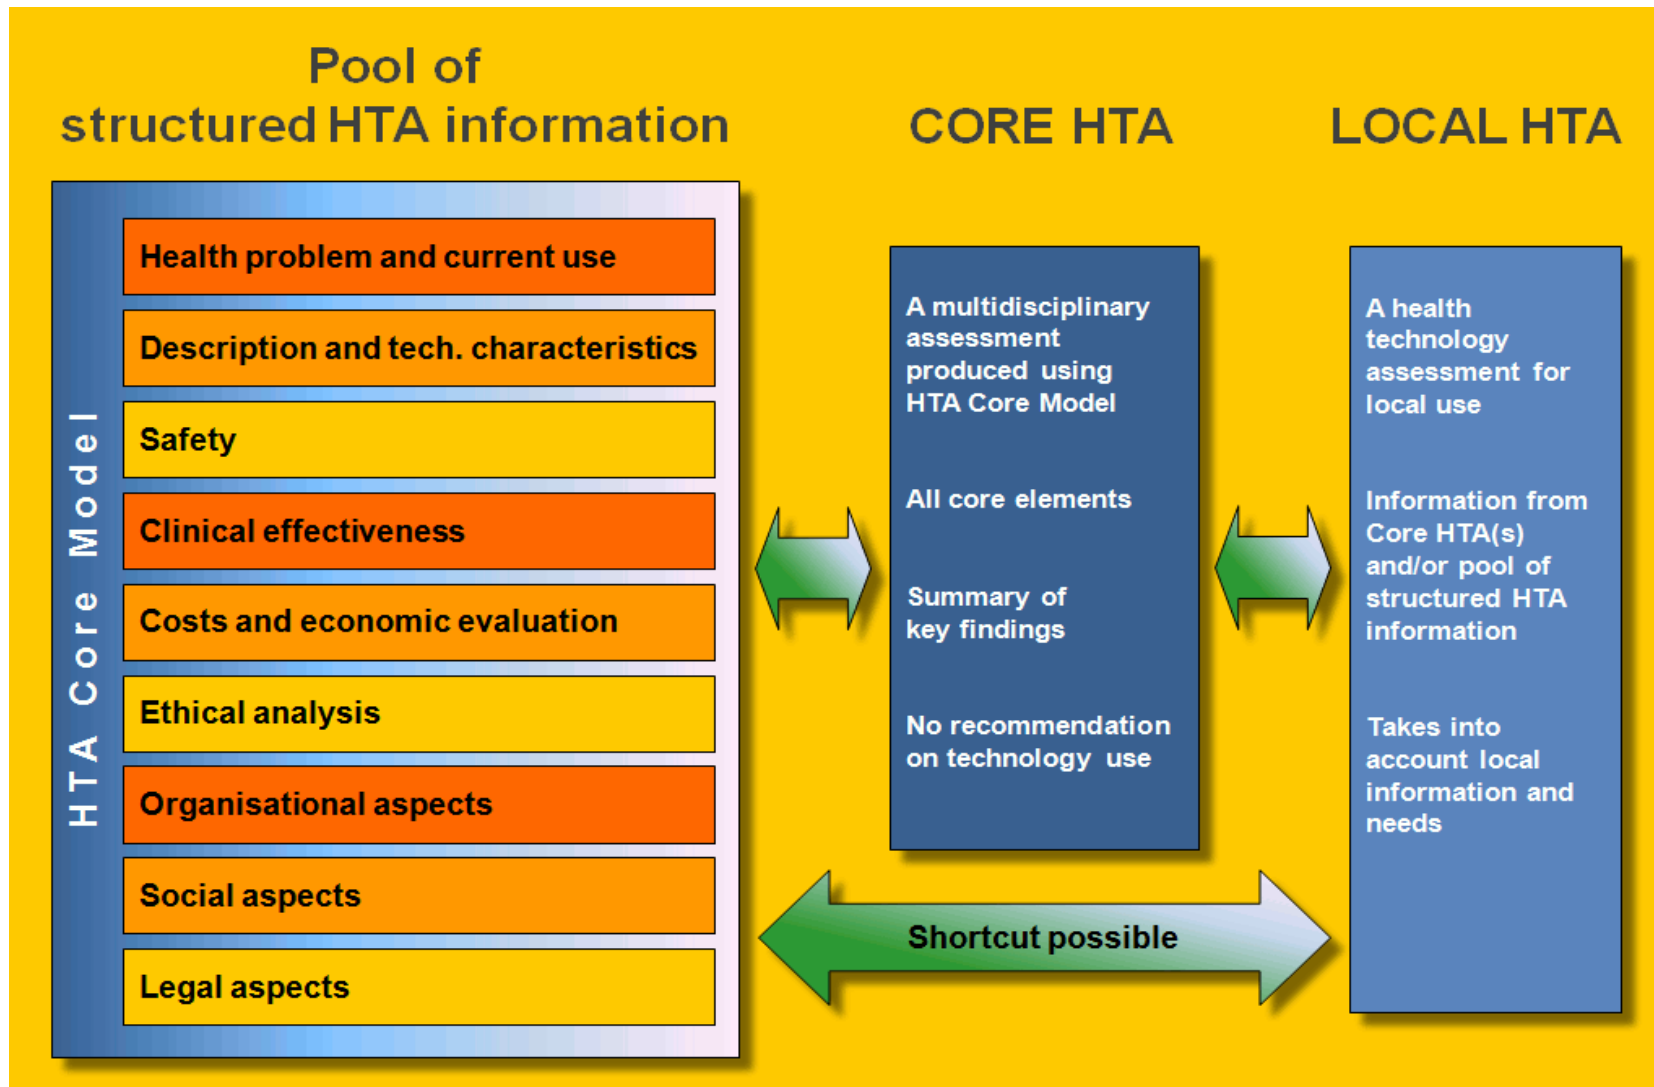 Pool of
structured HTA information
CORE HTA
LOCAL HTA
HTA Core Model
Health problem and current use
Description and tech. characteristics
Safety
Clinical effectiveness
Costs and economic evaluation
Ethical analysis
Organisational aspects
Social aspects
Legal aspects
A multidisciplinary
assessment
produced using
HTA Core Model
All core elements
Summary of
key findings
No recommendation
on technology use
A health
technology
assessment for
local use
Information from
Core HTA(s)
and/or pool of
structured HTA
information
Takes into
account local
information and
needs
Shortcut possible